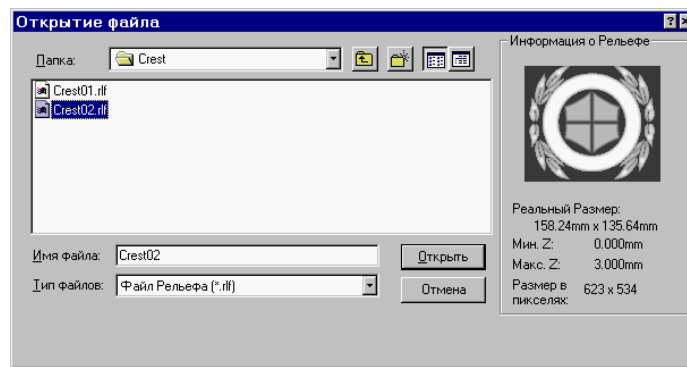 Открытие файла
Папка: Crest
Crest01.rlf
Crest02.rlf
Имя файла: Crest02 Открыть
Тип файлов: Файл Рельефа (*.rlf) Отмена
Информация о Рельефе
Реальный Размер:
158.24mm x 135.64mm
Мин. Z: 0.000mm
Макс. Z: 3.000mm
Размер в пикселях: 623 x 534